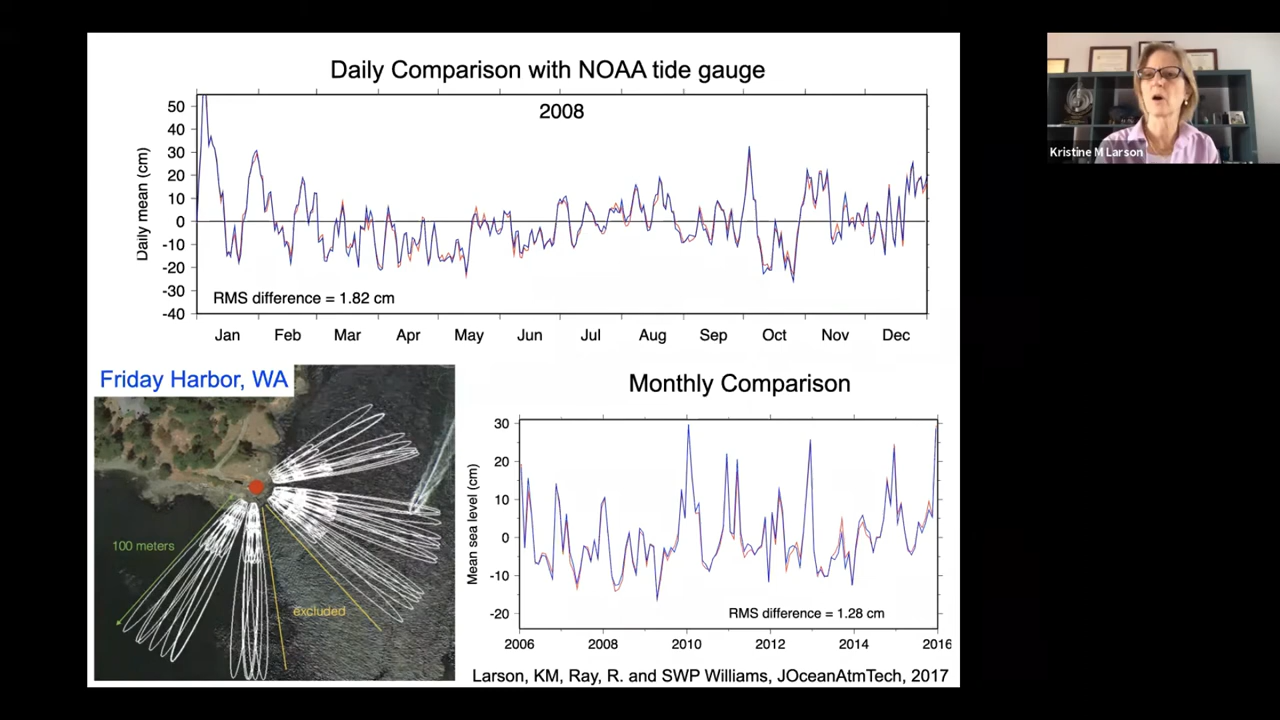 Daily Comparison with NOAA tide gauge
2008
Daily mean (cm)
50
40
30
20
10
0
-10
-20
-30
-40
RMS difference = 1.82 cm
Jan Feb Mar Apr May Jun Jul Aug Sep Oct Nov Dec
Friday Harbor, WA
100 meters
excluded
Monthly Comparison
Mean sea level (cm)
30
20
10
0
-10
-20
RMS difference = 1.28 cm
2006 2008 2010 2012 2014 2016
Larson, KM, Ray, R. and SWP Williams, JOceanAtmTech, 2017
Kristine M Larson